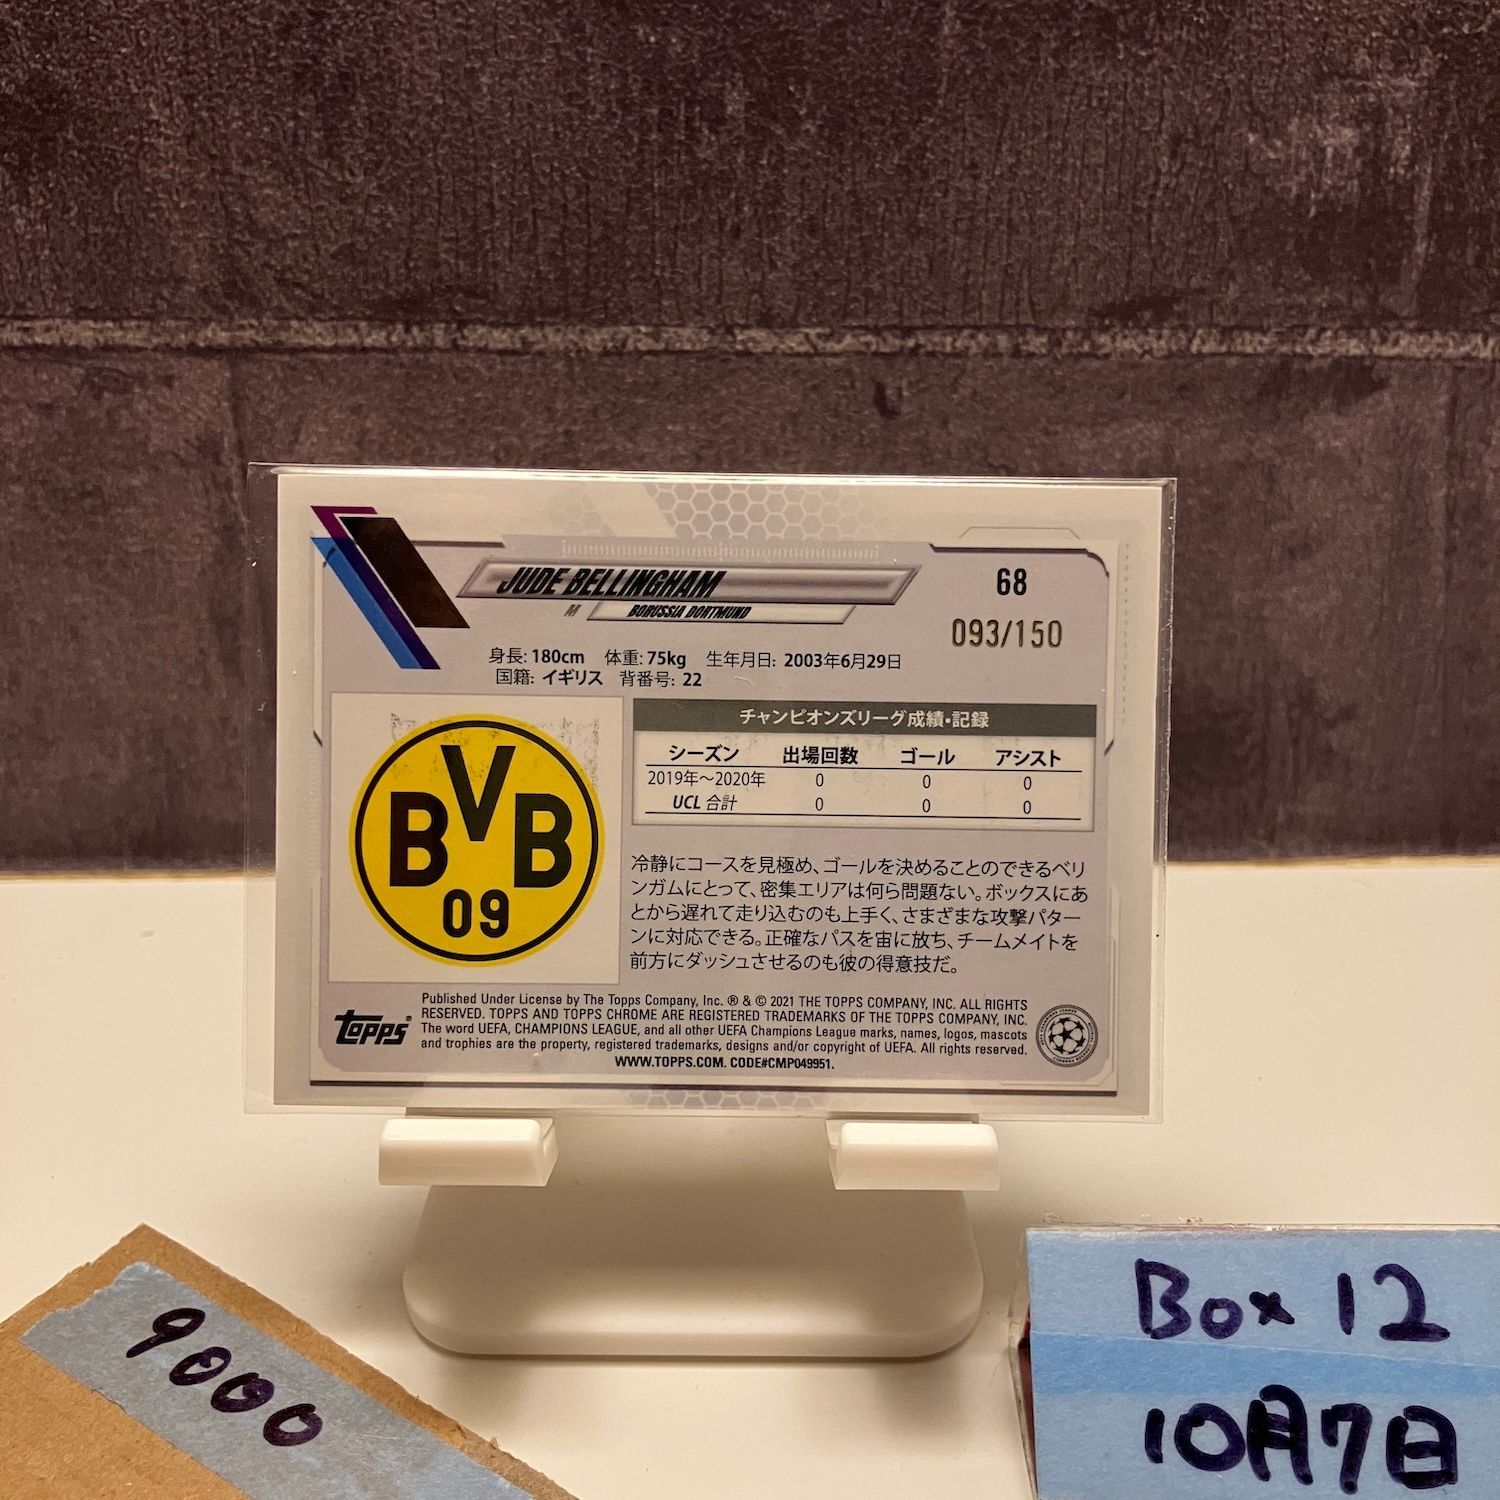 JUDE BELLINGHAM
68
M BORUSSIA DORTMUND
093/150
身長: 180cm 体重: 75kg 生年月日: 2003年6月29日
国籍: イギリス 背番号: 22
チャンピオンズリーグ成績・記録
シーズン 出場回数 ゴール アシスト
2019年～2020年 0 0 0
UCL 合計 0 0 0
BVB
09
冷静にコースを見極め、ゴールを決めることのできるベリ
ンガムにとって、密集エリアは何ら問題ない。ボックスにあ
とから遅れて走り込むのも上手く、さまざまな攻撃パター
ンに対応できる。正確なパスを宙に放ち、チームメイトを
前方にダッシュさせるのも彼の得意技だ。
TOPPS®
Published Under License by The Topps Company, Inc. ® & © 2021 THE TOPPS COMPANY, INC. ALL RIGHTS
RESERVED. TOPPS AND TOPPS CHROME ARE REGISTERED TRADEMARKS OF THE TOPPS COMPANY, INC.
The word UEFA, CHAMPIONS LEAGUE, and all other UEFA Champions League marks, names, logos, mascots
and trophies are the property, registered trademarks, designs and/or copyright of UEFA. All rights reserved.
WWW.TOPPS.COM. CODE#CMP049951.
9000
Box 12
10月7日